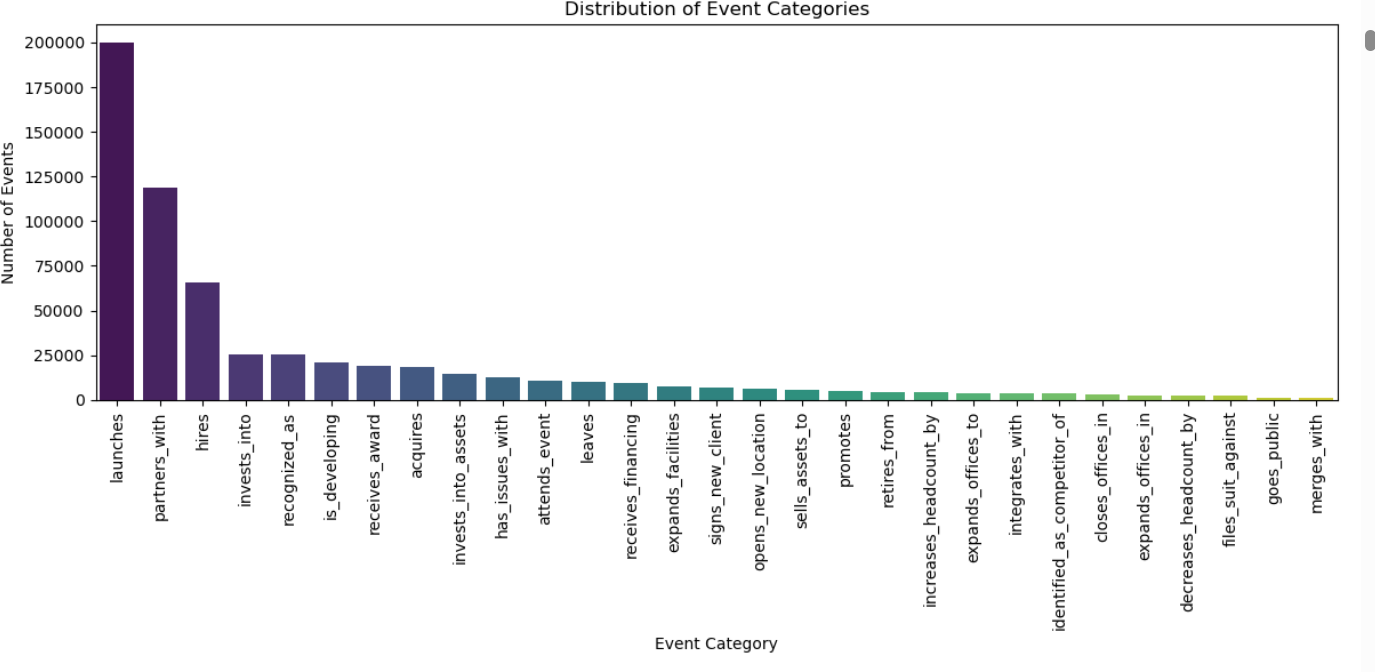 Distribution of Event Categories
Number of Events
200000
175000
150000
125000
100000
75000
50000
25000
0
launches
partners_with
hires
invests_into
recognized_as
is_developing
receives_award
acquires
invests_into_assets
has_issues_with
attends_event
leaves
receives_financing
expands_facilities
signs_new_client
opens_new_location
sells_assets_to
promotes
retires_from
increases_headcount_by
expands_offices_to
integrates_with
identified_as_competitor_of
closes_offices_in
expands_offices_in
decreases_headcount_by
files_suit_against
goes_public
merges_with
Event Category